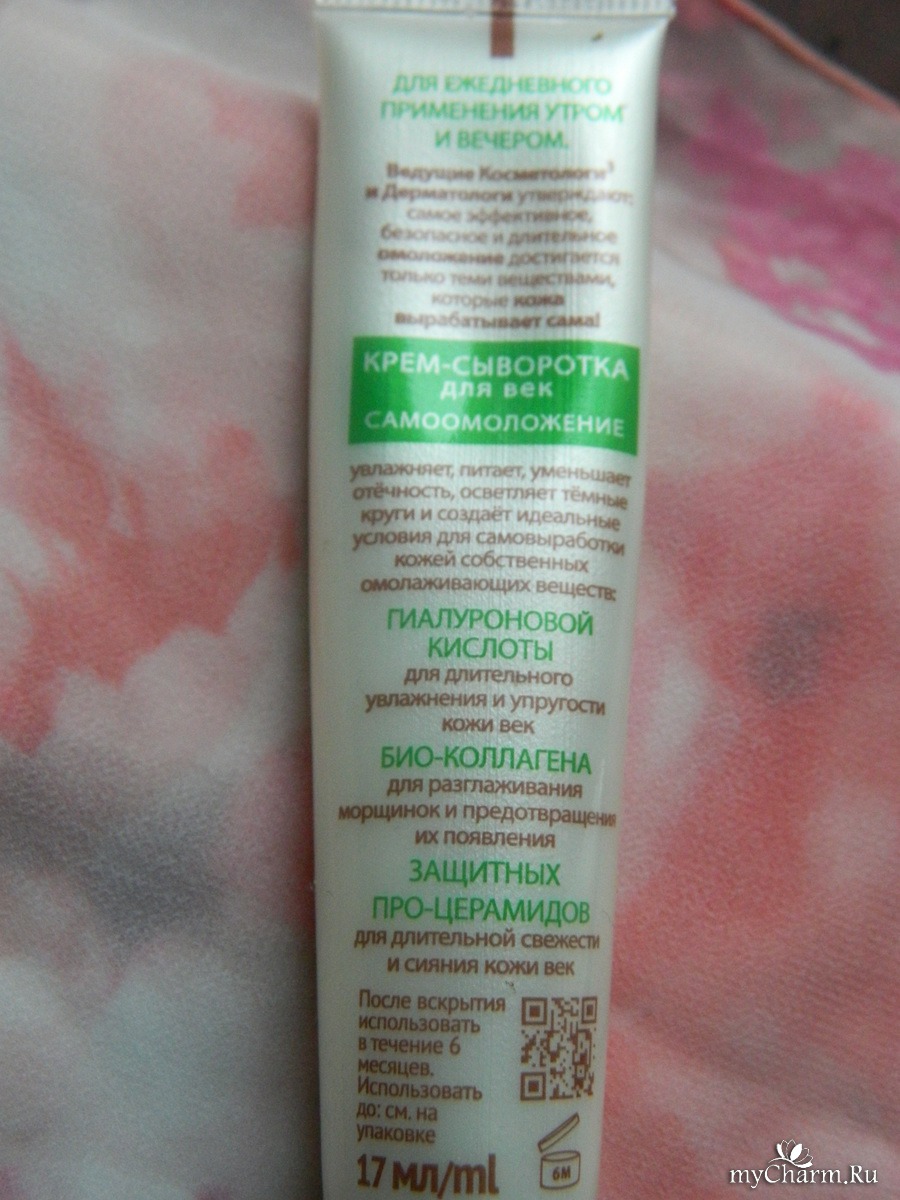 ДЛЯ ЕЖЕДНЕВНОГО
ПРИМЕНЕНИЯ УТРОМ
И ВЕЧЕРОМ.
Ведущие Косметологи³
и Дерматологи утверждают:
самое эффективное,
безопасное и длительное
омоложение достигается
только теми веществами,
которые кожа
вырабатывает сама!
КРЕМ-СЫВОРОТКА
для век
САМООМОЛОЖЕНИЕ
увлажняет, питает, уменьшает
отёчность, осветляет тёмные
круги и создаёт идеальные
условия для самовыработки
кожей собственных
омолаживающих веществ:
ГИАЛУРОНОВОЙ
КИСЛОТЫ
для длительного
увлажнения и упругости
кожи век
БИО-КОЛЛАГЕНА
для разглаживания
морщинок и предотвращения
их появления
ЗАЩИТНЫХ
ПРО-ЦЕРАМИДОВ
для длительной свежести
и сияния кожи век
После вскрытия
использовать
в течение 6
месяцев.
Использовать
до: см. на
упаковке
17 мл/ml
6М
myCharm.Ru